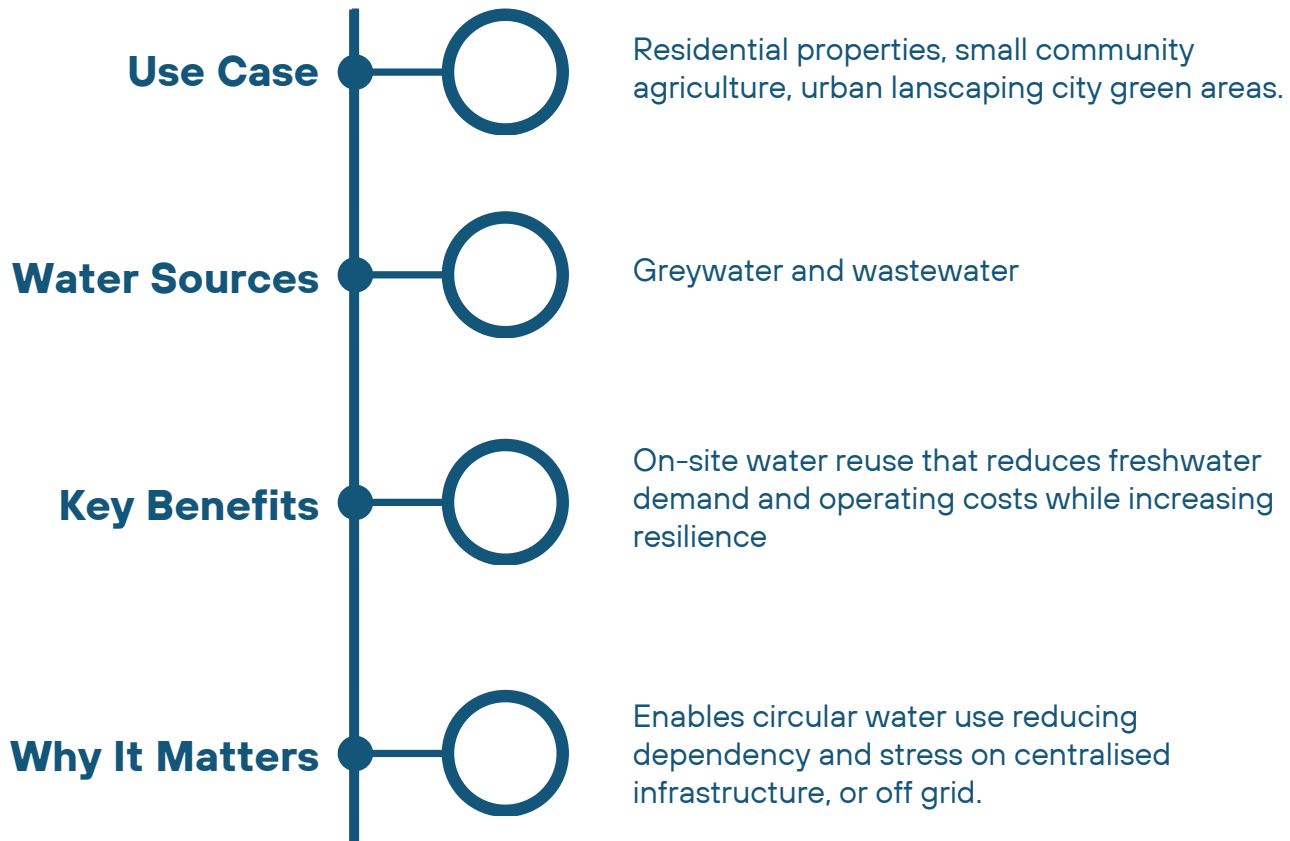 Use Case
Residential properties, small community
agriculture, urban lanscaping city green areas.
Water Sources
Greywater and wastewater
Key Benefits
On-site water reuse that reduces freshwater
demand and operating costs while increasing
resilience
Why It Matters
Enables circular water use reducing
dependency and stress on centralised
infrastructure, or off grid.